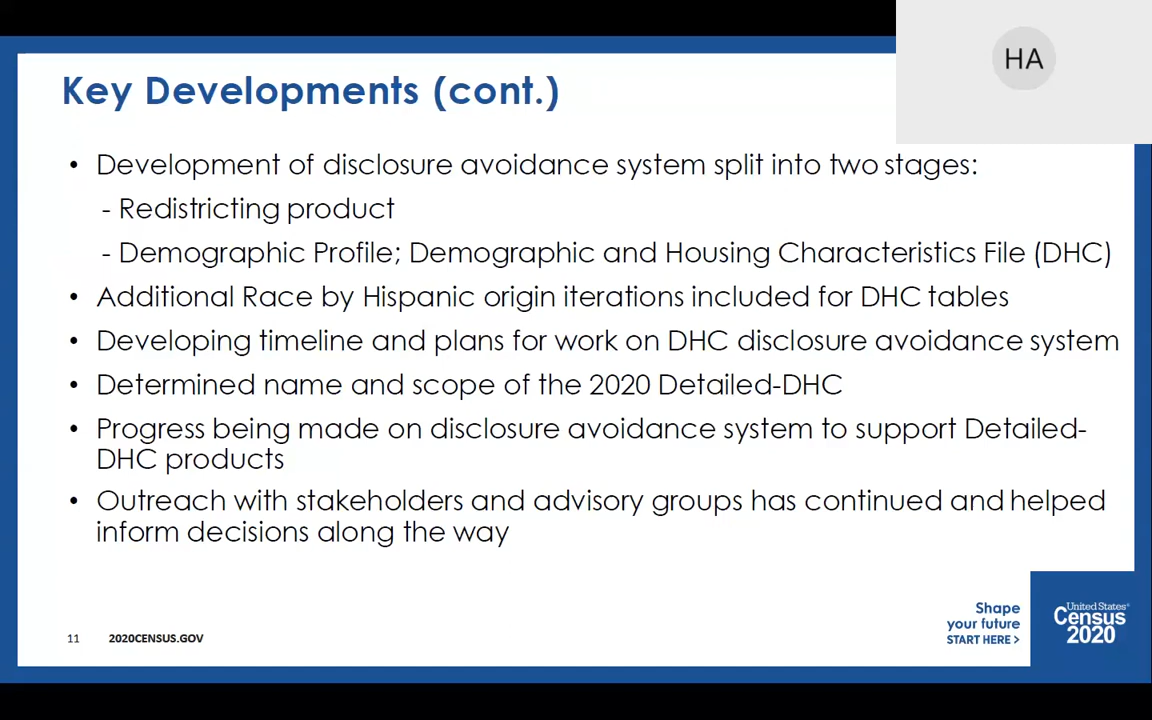 HA
Key Developments (cont.)
• Development of disclosure avoidance system split into two stages:
- Redistricting product
- Demographic Profile; Demographic and Housing Characteristics File (DHC)
• Additional Race by Hispanic origin iterations included for DHC tables
• Developing timeline and plans for work on DHC disclosure avoidance system
• Determined name and scope of the 2020 Detailed-DHC
• Progress being made on disclosure avoidance system to support Detailed-
DHC products
• Outreach with stakeholders and advisory groups has continued and helped
inform decisions along the way
11 2020CENSUS.GOV
Shape
your future
START HERE >
United States®
Census
2020